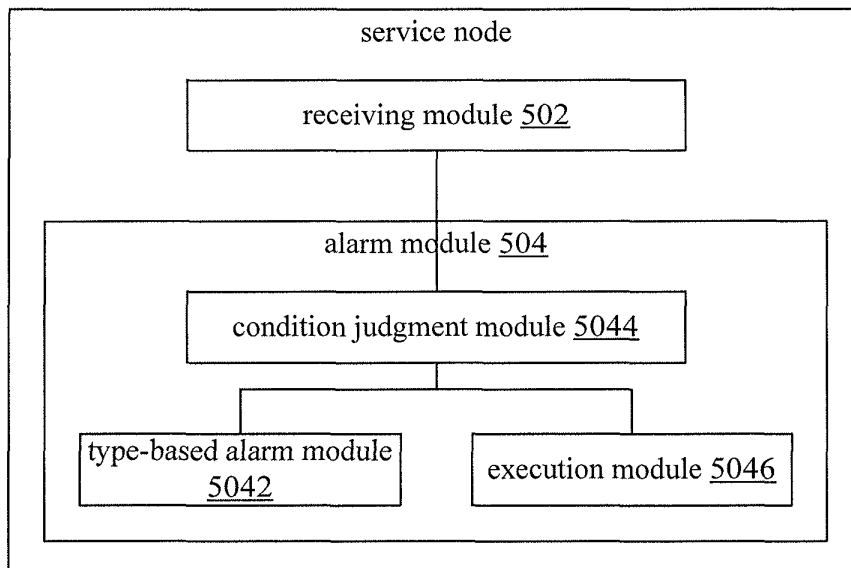 service node
receiving module 502
alarm module 504
condition judgment module 5044
type-based alarm module
5042
execution module 5046